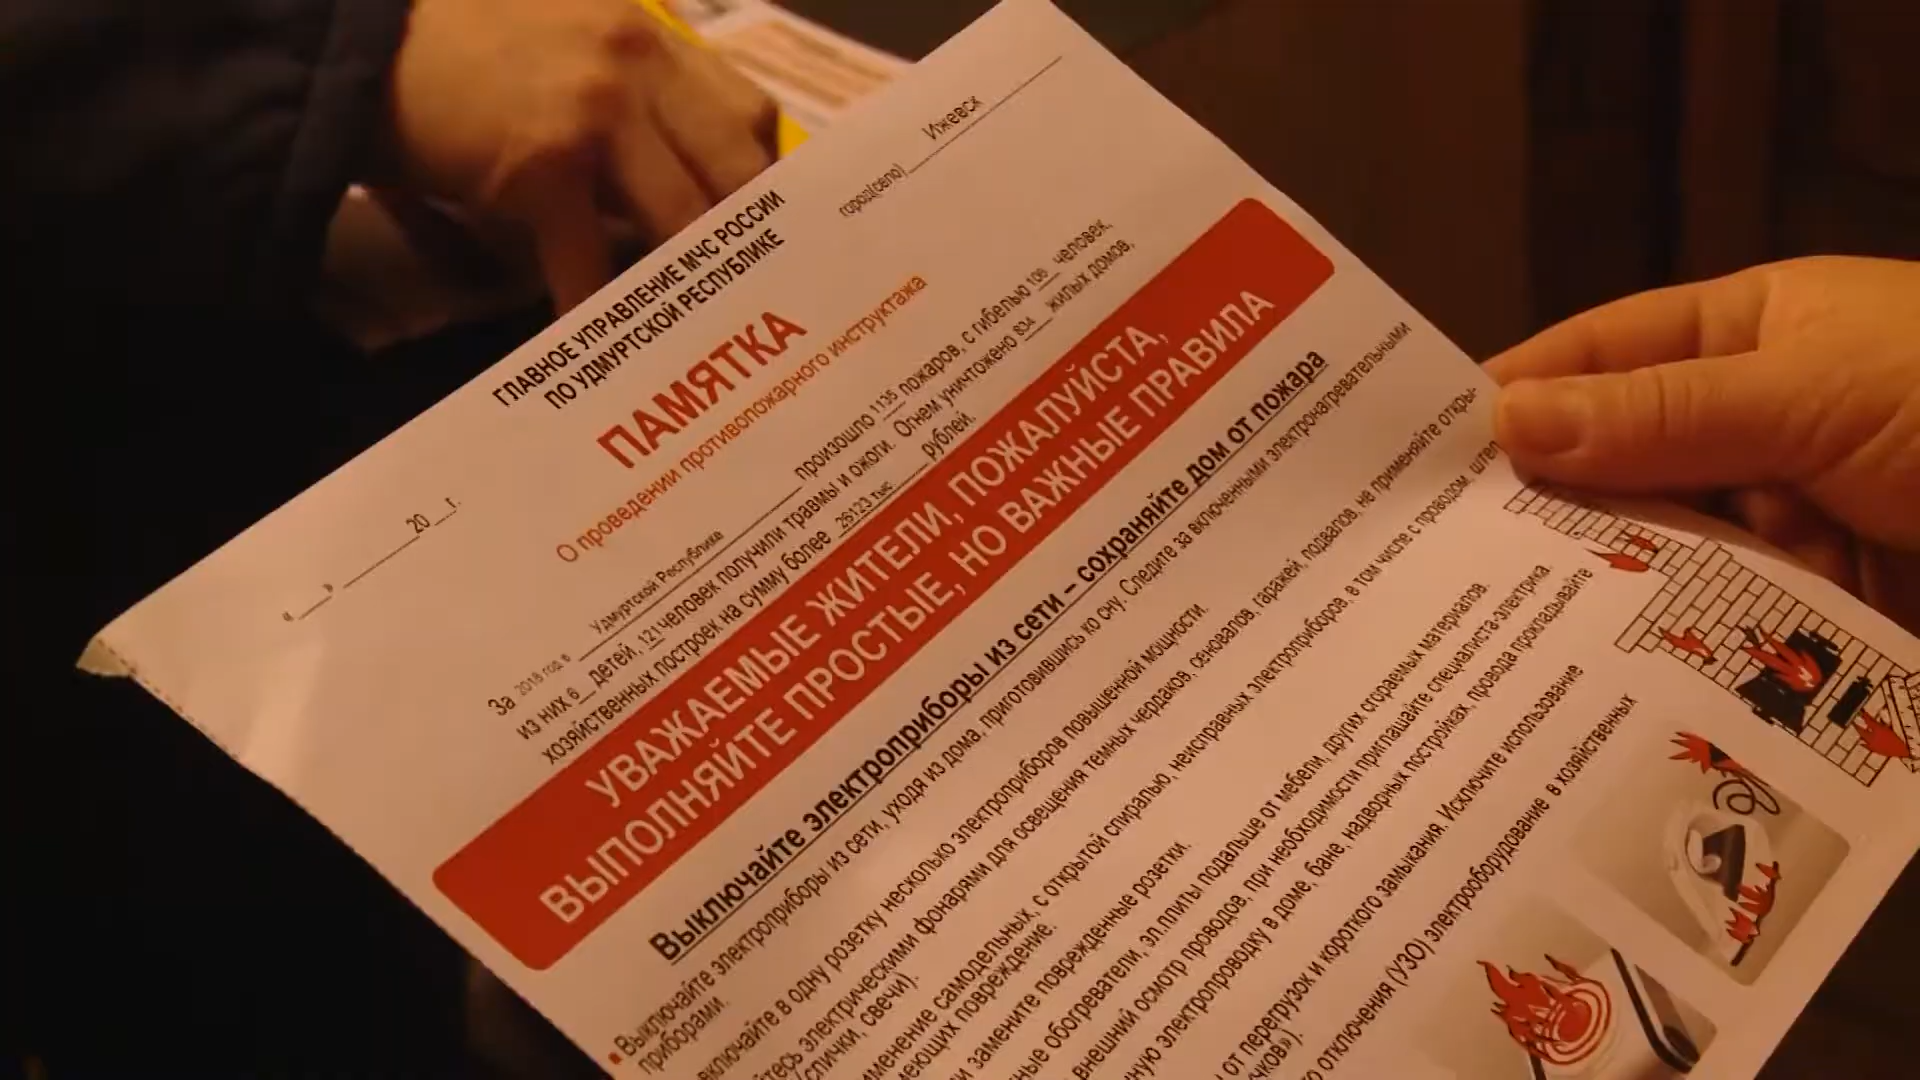 ГЛАВНОЕ УПРАВЛЕНИЕ МЧС РОССИИ
ПО УДМУРТСКОЙ РЕСПУБЛИКЕ
город(село) Ижевск
ПАМЯТКА
О проведении противопожарного инструктажа
«___» ________ 20__г.
За 2018 год в Удмуртской Республике произошло 1135 пожаров, с гибелью 108 человек,
из них 6 детей, 121 человек получили травмы и ожоги. Огнем уничтожено 834 жилых домов,
хозяйственных построек на сумму более 26123 тыс рублей.
УВАЖАЕМЫЕ ЖИТЕЛИ, ПОЖАЛУЙСТА,
ВЫПОЛНЯЙТЕ ПРОСТЫЕ, НО ВАЖНЫЕ ПРАВИЛА
Выключайте электроприборы из сети – сохраняйте дом от пожара
Выключайте электроприборы из сети, уходя из дома, приготовившись ко сну. Следите за включенными электронагревательными
приборами.
включайте в одну розетку несколько электроприборов повышенной мощности.
электрическими фонарями для освещения темных чердаков, сеновалов, гаражей, подвалов, не применяйте откры-
спички, свечи).
самодельных, с открытой спиралью, неисправных электроприборов, в том числе с проводом,
повреждение.
замените поврежденные розетки.
обогреватели, эл.плиты подальше от мебели, других сгораемых материалов.
внешний осмотр проводов, при необходимости приглашайте специалиста-электрика.
электропроводку в доме, бане, надворных постройках, провода прокладывайте
от перегрузок и короткого замыкания. Исключите использование
отключения (УЗО) электрооборудование в хозяйственных